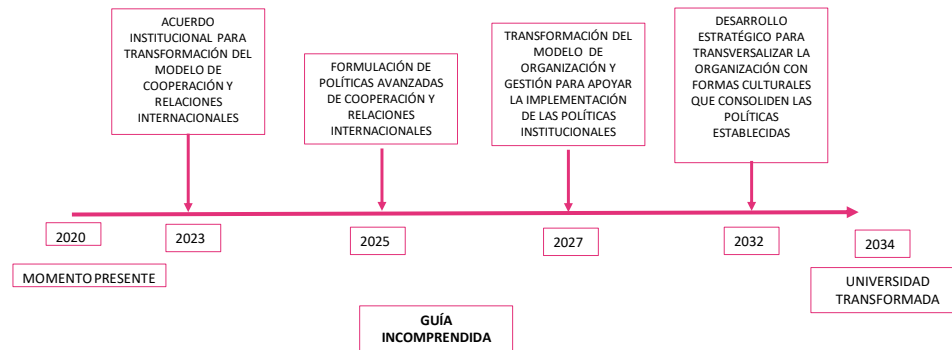 ACUERDO
INSTITUCIONAL PARA
TRANSFORMACIÓN DEL
MODELO DE
COOPERACIÓN Y
RELACIONES
INTERNACIONALES
FORMULACIÓN DE
POLÍTICAS AVANZADAS
DE COOPERACIÓN Y
RELACIONES
INTERNACIONALES
TRANSFORMACIÓN DEL
MODELO DE
ORGANIZACIÓN Y
GESTIÓN PARA APOYAR
LA IMPLEMENTACIÓN
DE LAS POLÍTICAS
INSTITUCIONALES
DESARROLLO
ESTRATÉGICO PARA
TRANSVERSALIZAR LA
ORGANIZACIÓN CON
FORMAS CULTURALES
QUE CONSOLIDEN LAS
POLÍTICAS
ESTABLECIDAS
2020
2023
2025
2027
2032
2034
MOMENTO PRESENTE
UNIVERSIDAD
TRANSFORMADA
GUÍA
INCOMPRENDIDA